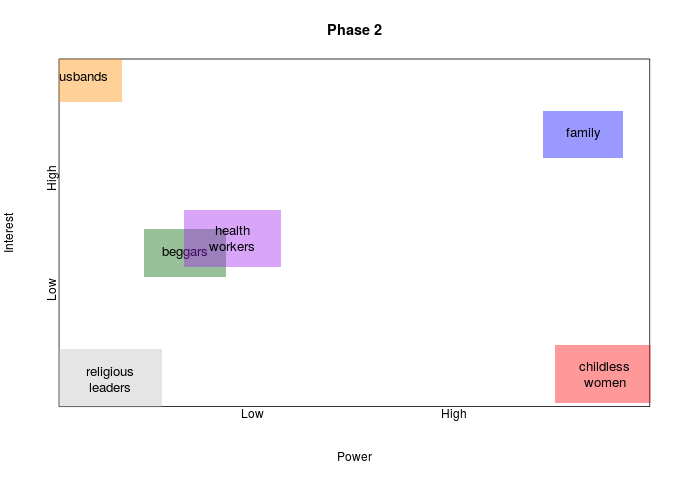 Phase 2
usbands
family
High
Interest
health
workers
beggars
Low
religious
leaders
childless
women
Low
High
Power